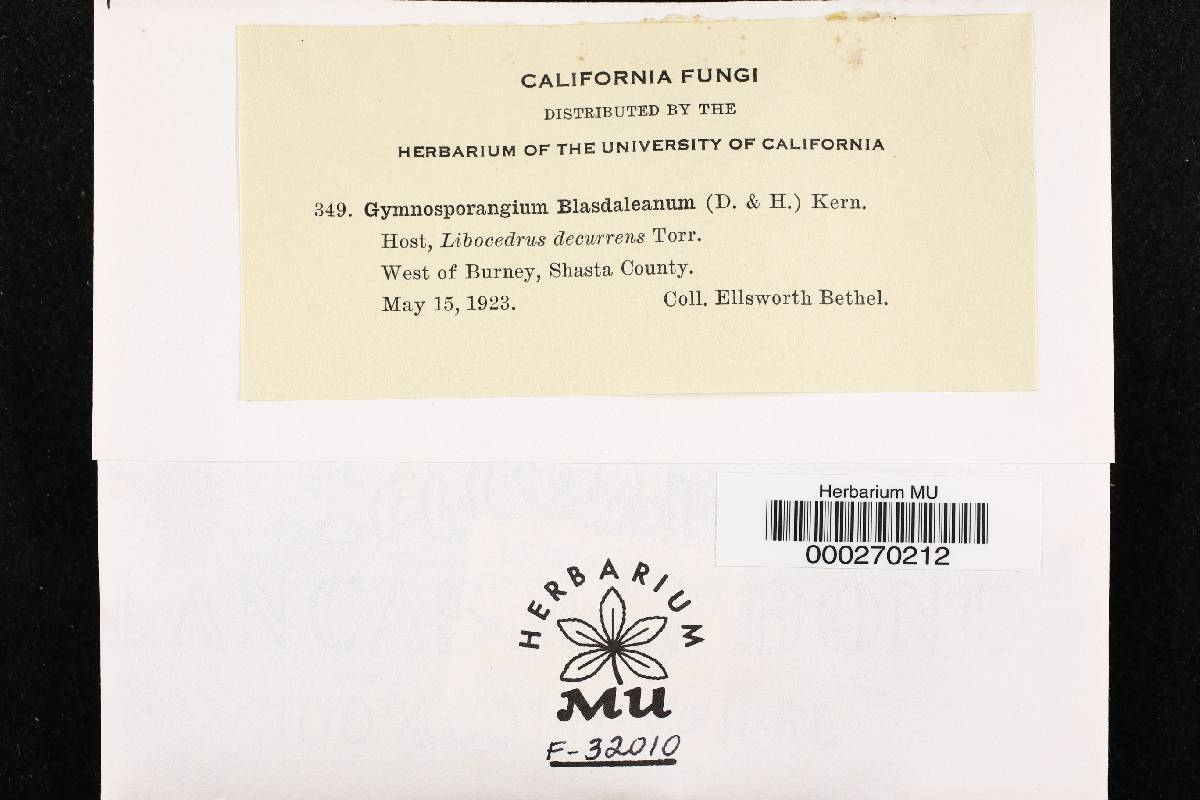 CALIFORNIA FUNGI
DISTRIBUTED BY THE
HERBARIUM OF THE UNIVERSITY OF CALIFORNIA
349. Gymnosporangium Blasdaleanum (D. & H.) Kern.
Host, Libocedrus decurrens Torr.
West of Burney, Shasta County.
May 15, 1923. Coll. Ellsworth Bethel.
Herbarium MU
000270212
HERBARIUM
MU
F-32010